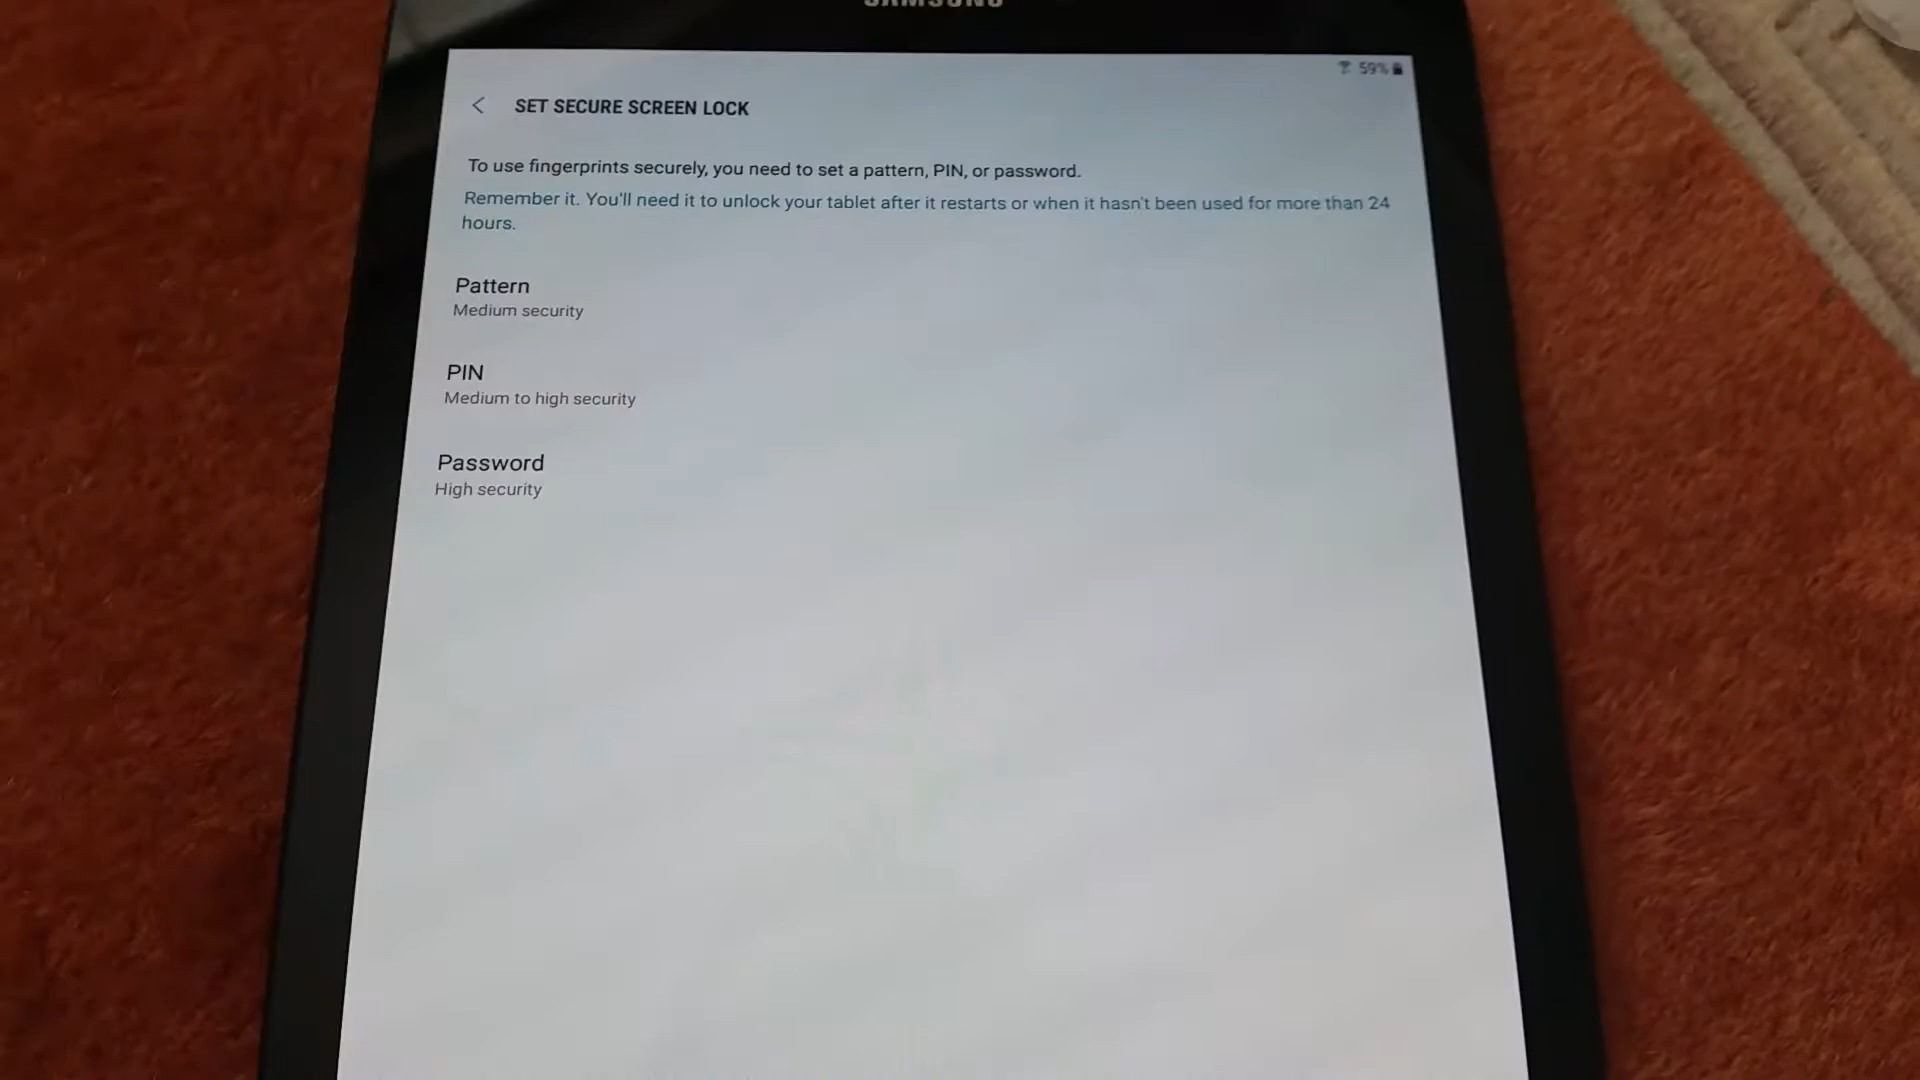 SAMSUNG
59%
SET SECURE SCREEN LOCK
To use fingerprints securely, you need to set a pattern, PIN, or password.
Remember it. You'll need it to unlock your tablet after it restarts or when it hasn't been used for more than 24
hours.
Pattern
Medium security
PIN
Medium to high security
Password
High security